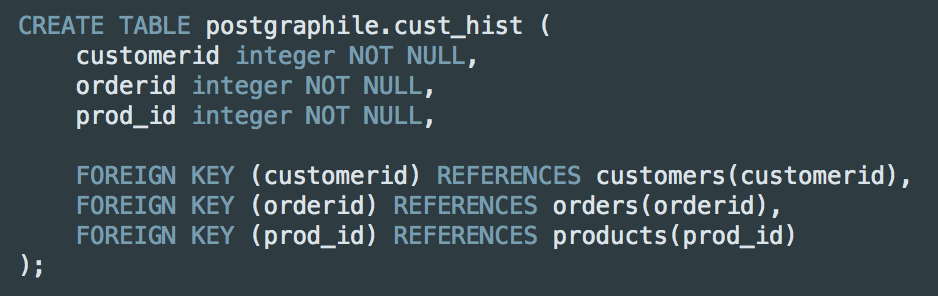 CREATE TABLE postgraphile.cust_hist (
    customerid integer NOT NULL,
    orderid integer NOT NULL,
    prod_id integer NOT NULL,

    FOREIGN KEY (customerid) REFERENCES customers(customerid),
    FOREIGN KEY (orderid) REFERENCES orders(orderid),
    FOREIGN KEY (prod_id) REFERENCES products(prod_id)
);